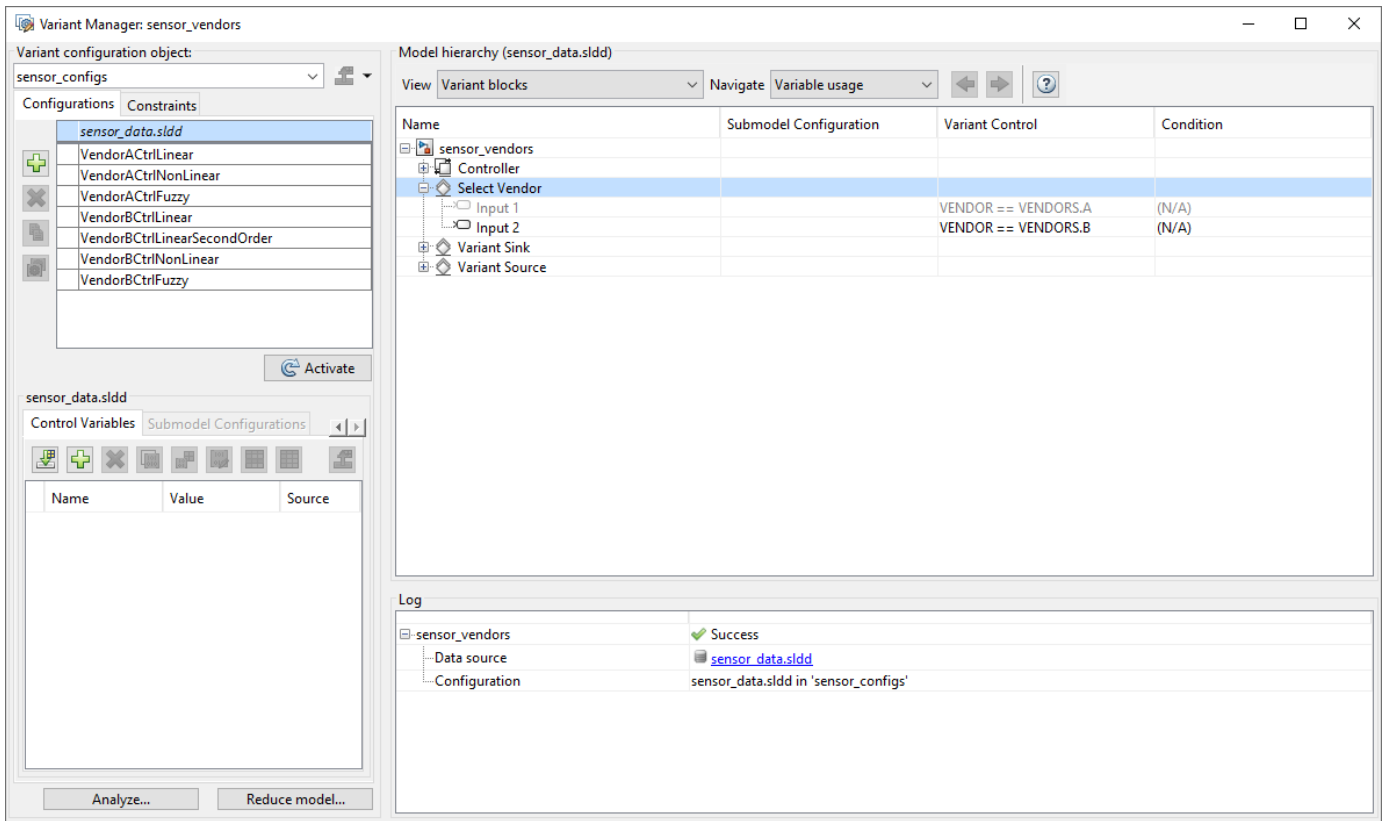 Variant Manager: sensor_vendors
Variant configuration object:
sensor_configs
Configurations Constraints
sensor_data.sldd
VendorACtrlLinear
VendorACtrlNonLinear
VendorACtrlFuzzy
VendorBCtrlLinear
VendorBCtrlLinearSecondOrder
VendorBCtrlNonLinear
VendorBCtrlFuzzy
Activate
sensor_data.sldd
Control Variables Submodel Configurations
Name Value Source
Analyze... Reduce model...
Model hierarchy (sensor_data.sldd)
View Variant blocks Navigate Variable usage
Name Submodel Configuration Variant Control Condition
sensor_vendors
Controller
Select Vendor
Input 1 VENDOR == VENDORS.A (N/A)
Input 2 VENDOR == VENDORS.B (N/A)
Variant Sink
Variant Source
Log
sensor_vendors Success
Data source sensor_data.sldd
Configuration sensor_data.sldd in 'sensor_configs'